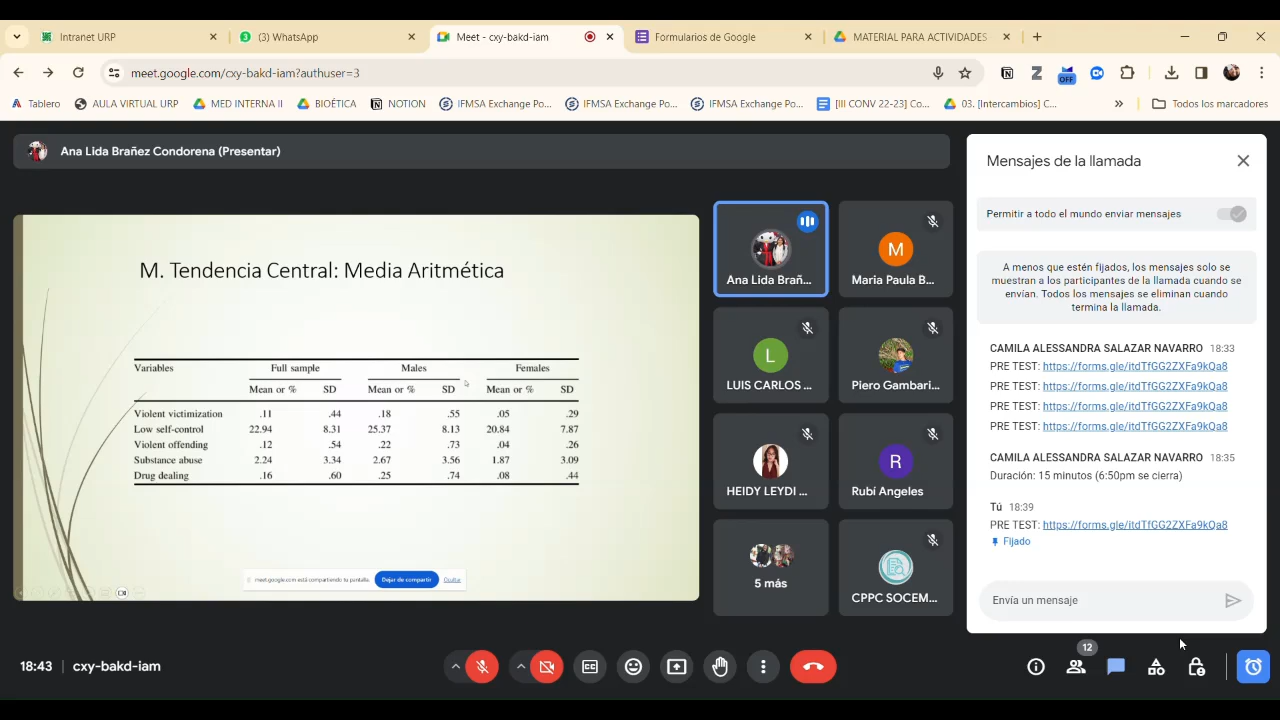 Intranet URP
(3) WhatsApp
Meet - cxy-bakd-iam
Formularios de Google
MATERIAL PARA ACTIVIDADES
meet.google.com/cxy-bakd-iam?authuser=3
OFF
Tablero
AULA VIRTUAL URP
MED INTERNA II
BIOÉTICA
NOTION
IFMSA Exchange Po...
IFMSA Exchange Po...
IFMSA Exchange Po...
[III CONV 22-23] Co...
03. [Intercambios] C...
Todos los marcadores
Ana Lida Brañez Condorena (Presentar)
M. Tendencia Central: Media Aritmética
Variables Full sample Males Females
Mean or % SD Mean or % SD Mean or % SD
Violent victimization .11 .44 .18 .55 .05 .29
Low self-control 22.94 8.31 25.37 8.13 20.84 7.87
Violent offending .12 .54 .22 .73 .04 .26
Substance abuse 2.24 3.34 2.67 3.56 1.87 3.09
Drug dealing .16 .60 .25 .74 .08 .44
meet.google.com está compartiendo tu pantalla.
Dejar de compartir
Ocultar
Ana Lida Brañ...
M
Maria Paula B...
L
LUIS CARLOS ...
Piero Gambari...
HEIDY LEYDI ...
R
Rubí Angeles
5 más
CPPC SOCEM...
Mensajes de la llamada
Permitir a todo el mundo enviar mensajes
A menos que estén fijados, los mensajes solo se
muestran a los participantes de la llamada cuando se
envían. Todos los mensajes se eliminan cuando
termina la llamada.
CAMILA ALESSANDRA SALAZAR NAVARRO 18:33
PRE TEST: https://forms.gle/itdTfGG2ZXFa9kQa8
PRE TEST: https://forms.gle/itdTfGG2ZXFa9kQa8
PRE TEST: https://forms.gle/itdTfGG2ZXFa9kQa8
PRE TEST: https://forms.gle/itdTfGG2ZXFa9kQa8
CAMILA ALESSANDRA SALAZAR NAVARRO 18:35
Duración: 15 minutos (6:50pm se cierra)
Tú 18:39
PRE TEST: https://forms.gle/itdTfGG2ZXFa9kQa8
Fijado
Envía un mensaje
18:43 | cxy-bakd-iam
12